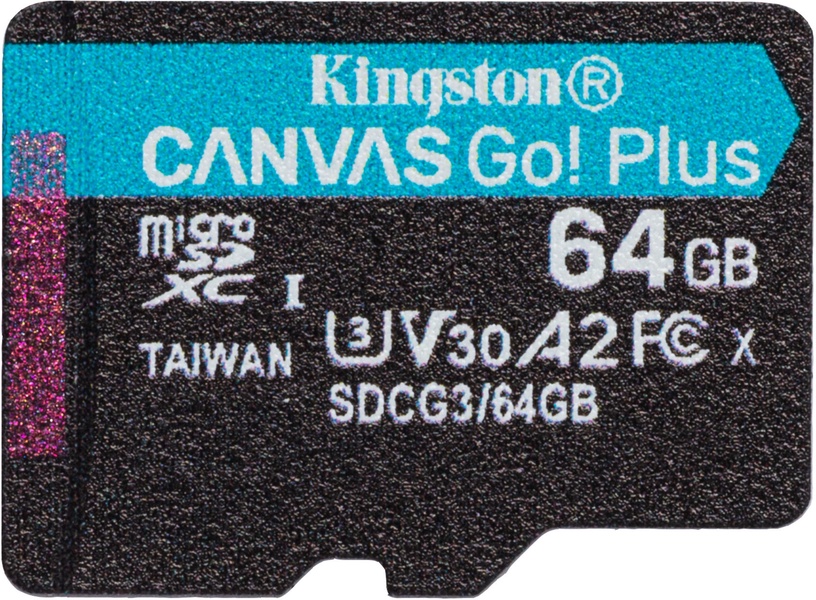 Kingston®
CANVAS Go! Plus
micro
SD
XC I
64GB
TAIWAN
U3 V30 A2 FC X
SDCG3/64GB